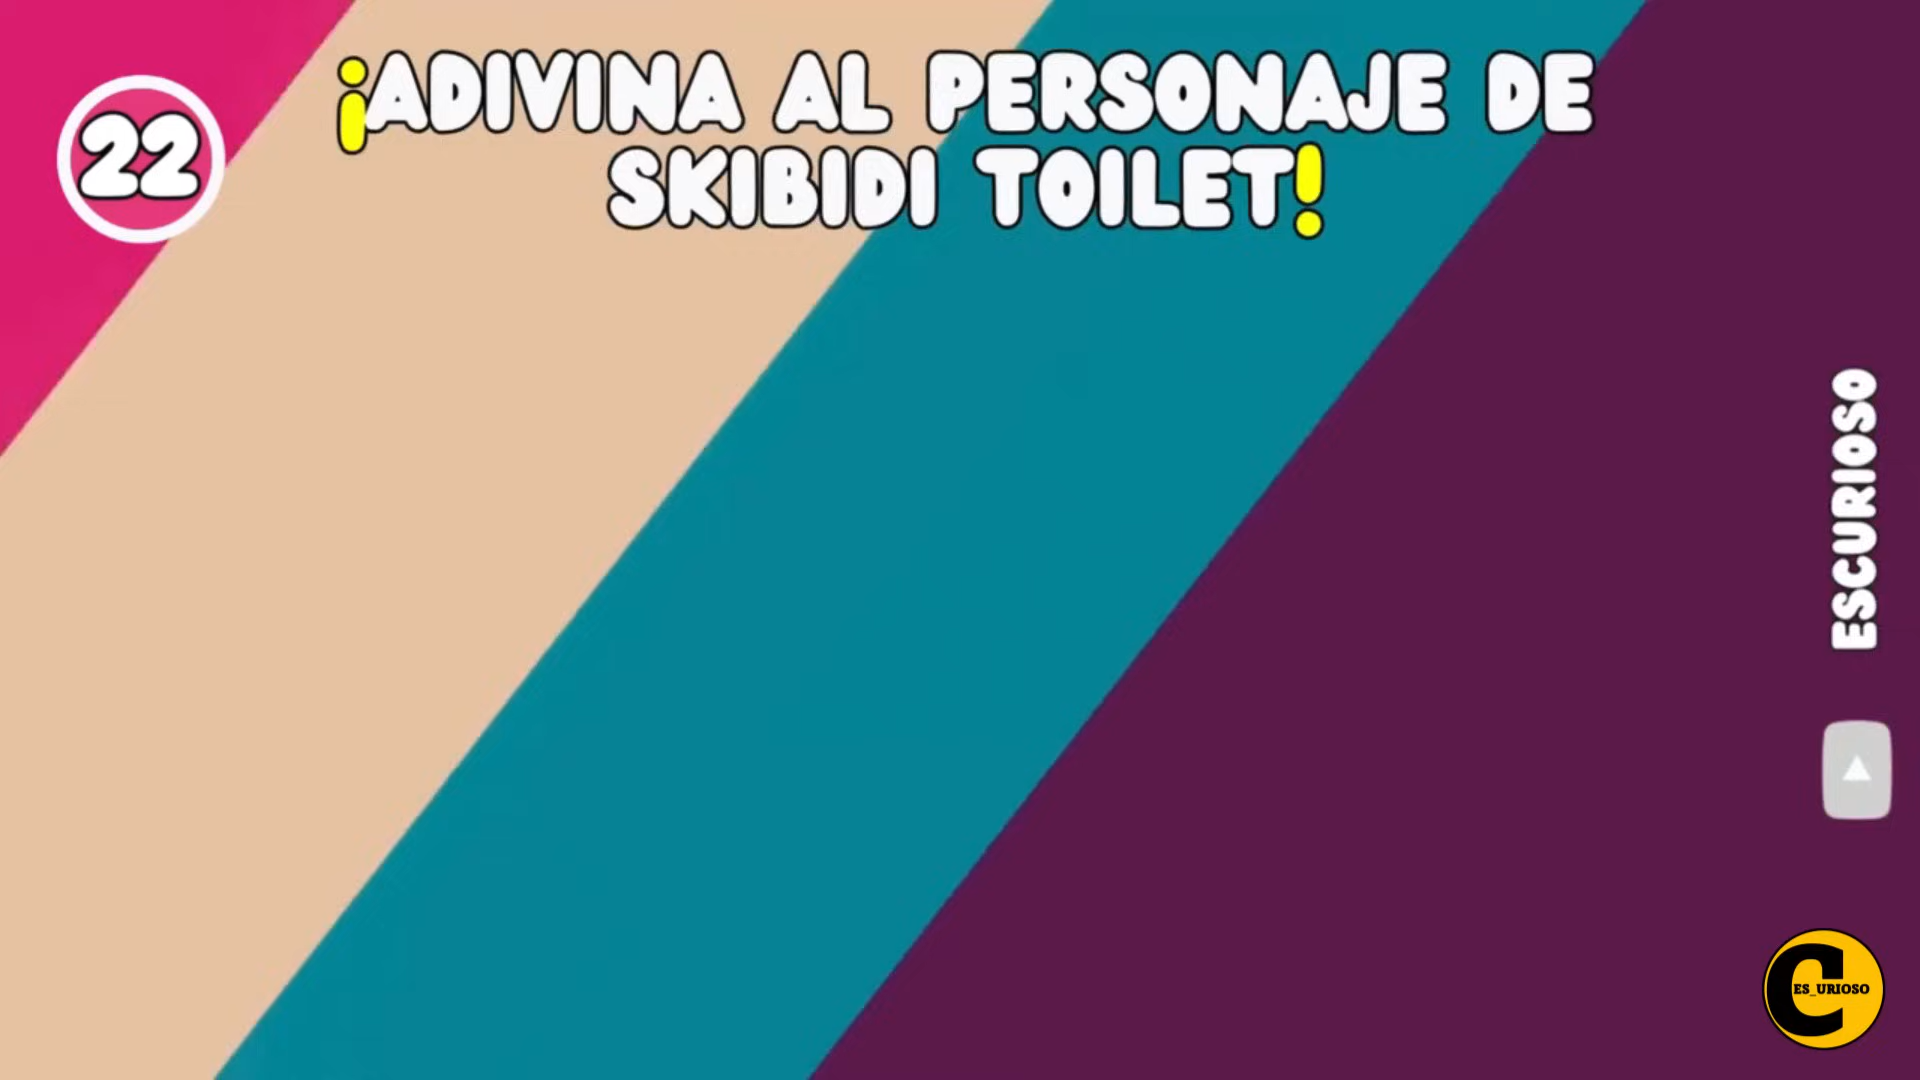 22
¡ADIVINA AL PERSONAJE DE
SKIBIDI TOILET!
ESCURIOSO
C
ES_URIOSO